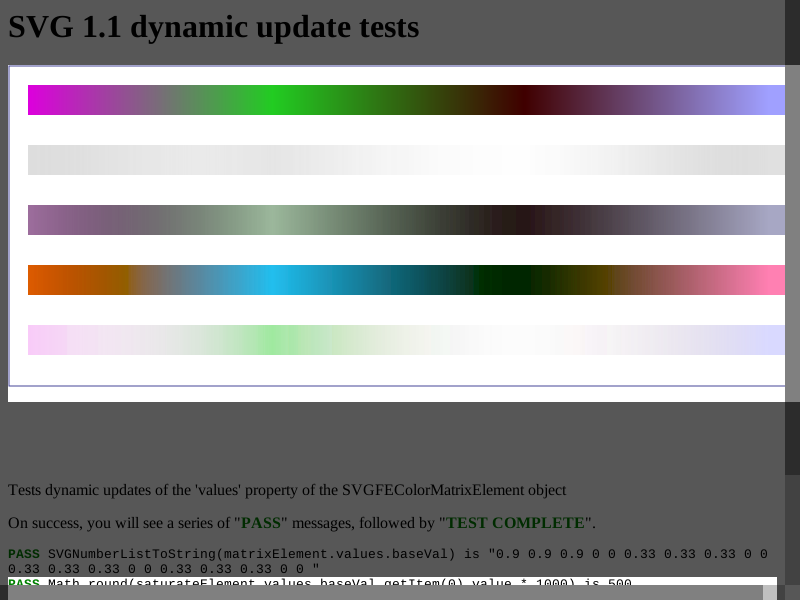 SVG 1.1 dynamic update tests
Tests dynamic updates of the 'values' property of the SVGFEColorMatrixElement object
On success, you will see a series of "PASS" messages, followed by "TEST COMPLETE".
PASS SVGNumberListToString(matrixElement.values.baseVal) is "0.9 0.9 0.9 0 0 0.33 0.33 0.33 0 0
0.33 0.33 0.33 0 0 0.33 0.33 0.33 0 0 "
PASS Math.round(saturateElement.values.baseVal.getItem(0).value * 1000) is 500